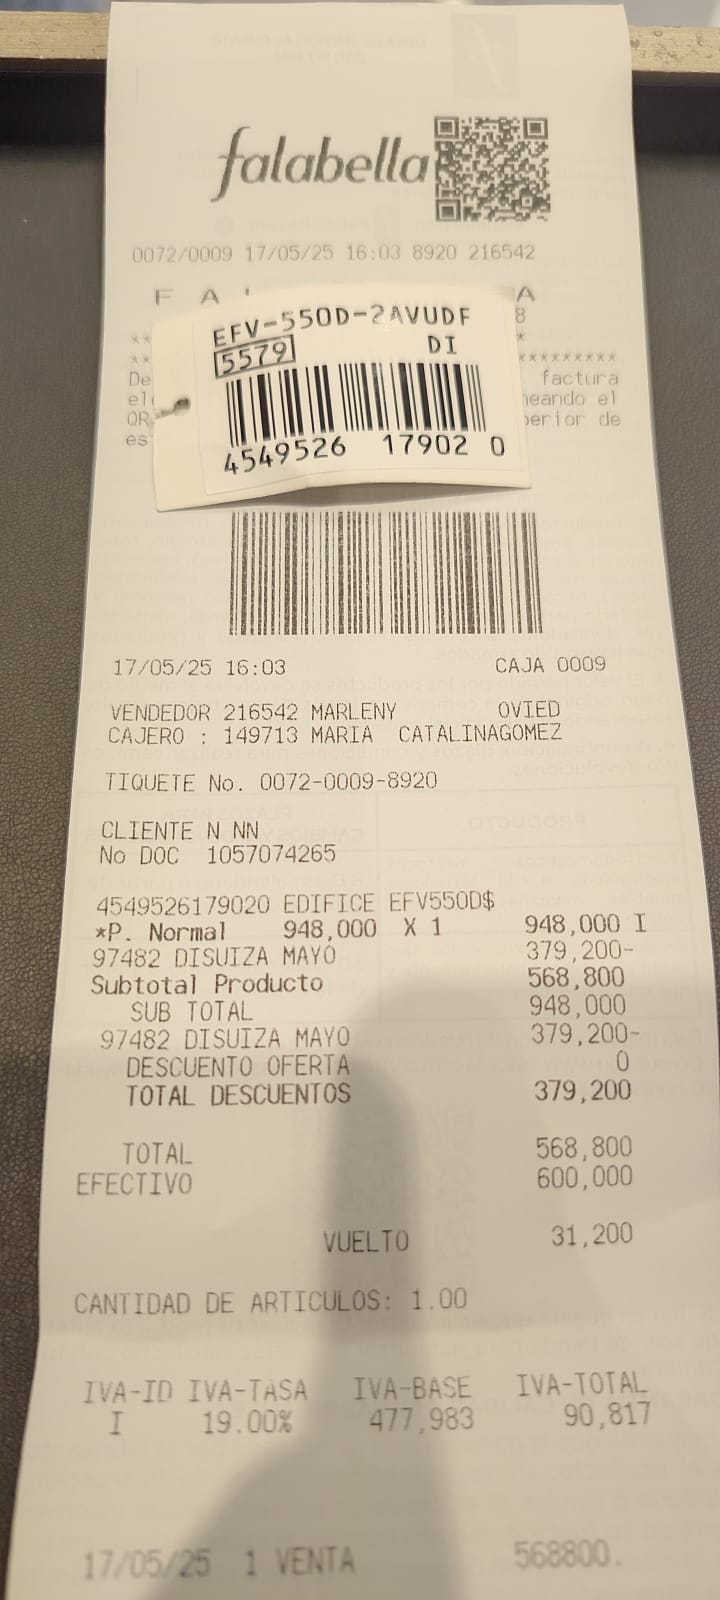 falabella
0072/0009 17/05/25 16:03 8920 216542
F A A
EFV-550D-2AVUDF
8
5579 DI
*********
De factura
QR
es
4549526 17902 0
de
17/05/25 16:03 CAJA 0009
VENDEDOR 216542 MARLENY OVIED
CAJERO : 149713 MARIA CATALINAGOMEZ
TIQUETE No. 0072-0009-8920
CLIENTE N NN
No DOC 1057074265
4549526179020 EDIFICE EFV550D$
*P. Normal 948,000 X 1 948,000 I
97482 DISUIZA MAYO 379,200-
Subtotal Producto 568,800
SUB TOTAL 948,000
97482 DISUIZA MAYO 379,200-
DESCUENTO OFERTA 0
TOTAL DESCUENTOS 379,200
TOTAL 568,800
EFECTIVO 600,000
VUELTO 31,200
CANTIDAD DE ARTICULOS: 1.00
IVA-ID IVA-TASA IVA-BASE IVA-TOTAL
I 19.00% 477,983 90,817
17/05/25 1 VENTA 568800.